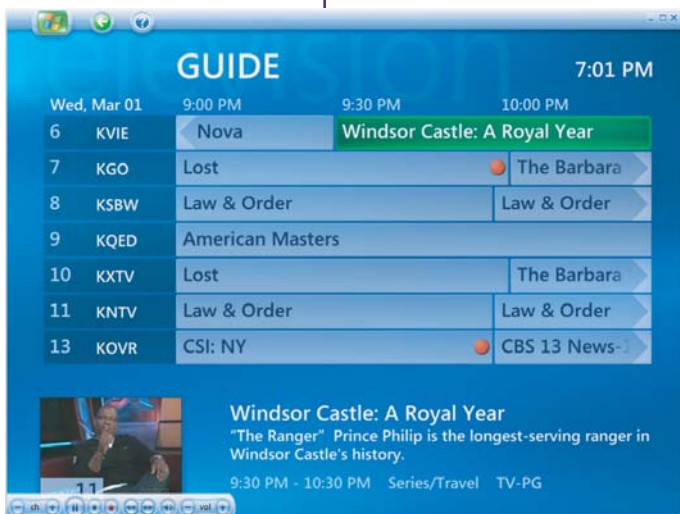 television
GUIDE
7:01 PM
Wed, Mar 01 9:00 PM 9:30 PM 10:00 PM
6 KVIE Nova Windsor Castle: A Royal Year
7 KGO Lost The Barbara
8 KSBW Law & Order Law & Order
9 KQED American Masters
10 KXTV Lost The Barbara
11 KNTV Law & Order Law & Order
13 KOVR CSI: NY CBS 13 News-1
Windsor Castle: A Royal Year
"The Ranger" Prince Philip is the longest-serving ranger in
Windsor Castle's history.
9:30 PM - 10:30 PM Series/Travel TV-PG
11
ch vol